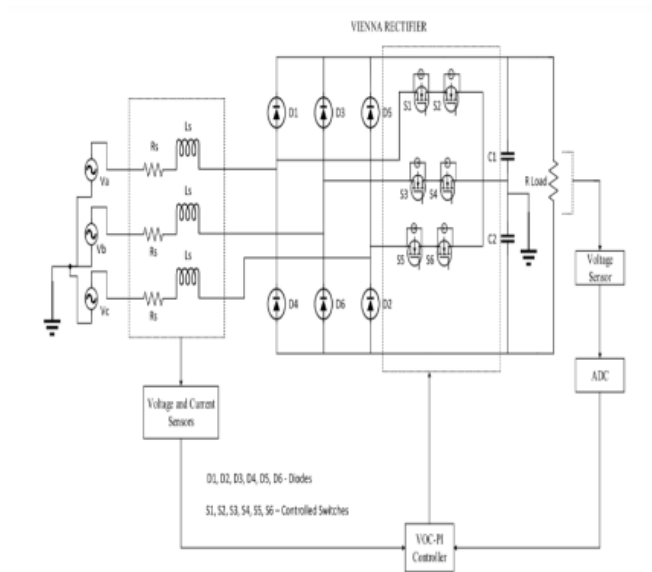 VIENNA RECTIFIER
Ls
Rs
Va
D1
D3
D5
S1
S2
C1
R Load
Ls
Rs
Vb
S3
S4
C2
Ls
Rs
Vc
S5
S6
Voltage
Sensor
D4
D6
D2
ADC
Voltage and Current
Sensors
D1, D2, D3, D4, D5, D6 - Diodes
S1, S2, S3, S4, S5, S6 – Controlled Switches
VOC-PI
Controller